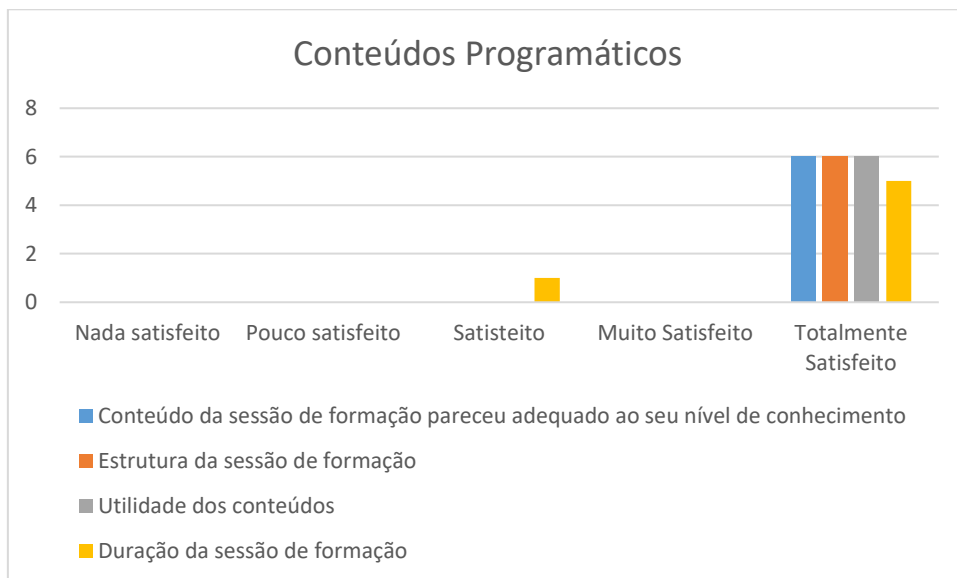 Conteúdos Programáticos
8
6
4
2
0
Nada satisfeito
Pouco satisfeito
Satisteito
Muito Satisfeito
Totalmente
Satisfeito
Conteúdo da sessão de formação pareceu adequado ao seu nível de conhecimento
Estrutura da sessão de formação
Utilidade dos conteúdos
Duração da sessão de formação